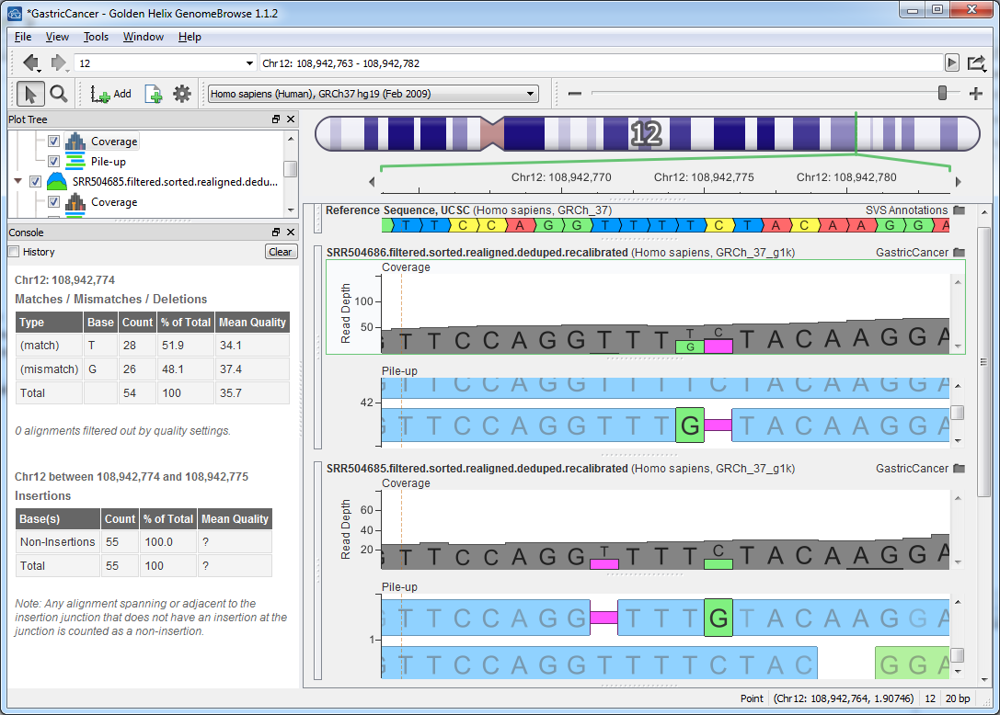 *GastricCancer - Golden Helix GenomeBrowse 1.1.2
File View Tools Window Help
12 Chr12: 108,942,763 - 108,942,782
Add Homo sapiens (Human), GRCh37 hg19 (Feb 2009)
Plot Tree
Coverage
Pile-up
SRR504685.filtered.sorted.realigned.dedu...
Coverage
Console
History Clear
Chr12: 108,942,774
Matches / Mismatches / Deletions
Type Base Count % of Total Mean Quality
(match) T 28 51.9 34.1
(mismatch) G 26 48.1 37.4
Total 54 100 35.7
0 alignments filtered out by quality settings.
Chr12 between 108,942,774 and 108,942,775
Insertions
Base(s) Count % of Total Mean Quality
Non-Insertions 55 100.0 ?
Total 55 100 ?
Note: Any alignment spanning or adjacent to the
insertion junction that does not have an insertion at the
junction is counted as a non-insertion.
12
Chr12: 108,942,770 Chr12: 108,942,775 Chr12: 108,942,780
Reference Sequence, UCSC (Homo sapiens, GRCh_37) SVS Annotations
T T C C A G G T T T T C T A C A A G G A
SRR504686.filtered.sorted.realigned.deduped.recalibrated (Homo sapiens, GRCh_37_g1k) GastricCancer
Coverage
Read Depth
100
50
T C
G T T C C A G G T T T G T A C A A G G A
Pile-up
G T T C C A G G T T T T C T A C A A G G A
42
G T T C C A G G T T T G T A C A A G G A
SRR504685.filtered.sorted.realigned.deduped.recalibrated (Homo sapiens, GRCh_37_g1k) GastricCancer
Coverage
Read Depth
60
40
20
G T T C C A G G T T T T C T A C A A G G A
Pile-up
G T T C C A G G T T T G T A C A A G G A
1
G T T C C A G G T T T T C T A C G G A
Point (Chr12: 108,942,764, 1.90746) 12 20 bp